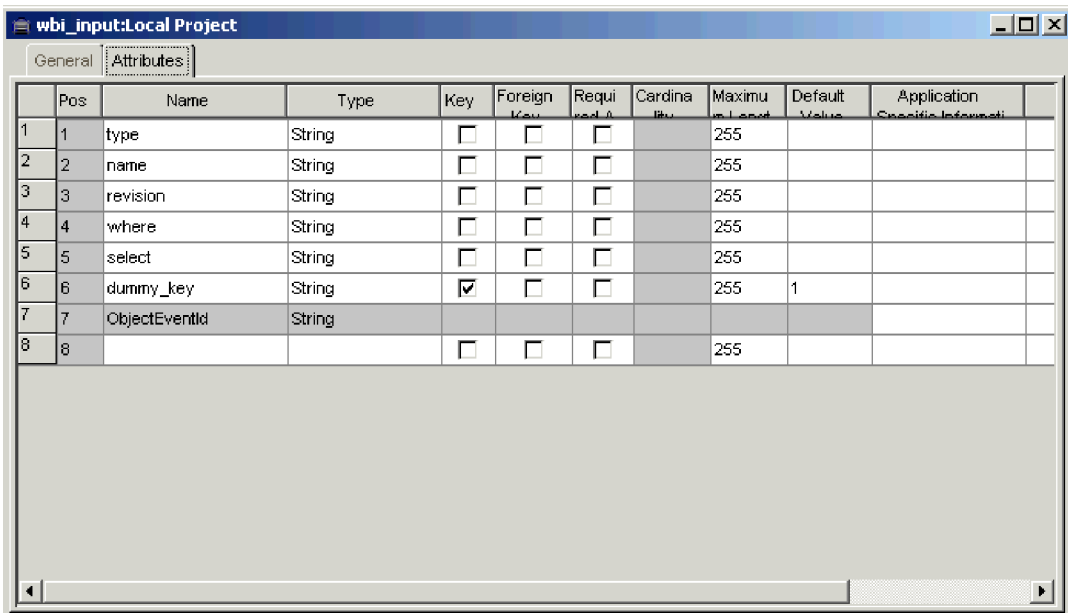 wbi_input:Local Project
General Attributes
Pos Name Type Key Foreign Requi Cardina Maximu Default Application
1 1 type String 255
2 2 name String 255
3 3 revision String 255
4 4 where String 255
5 5 select String 255
6 6 dummy_key String 255 1
7 7 ObjectEventId String
8 8 255